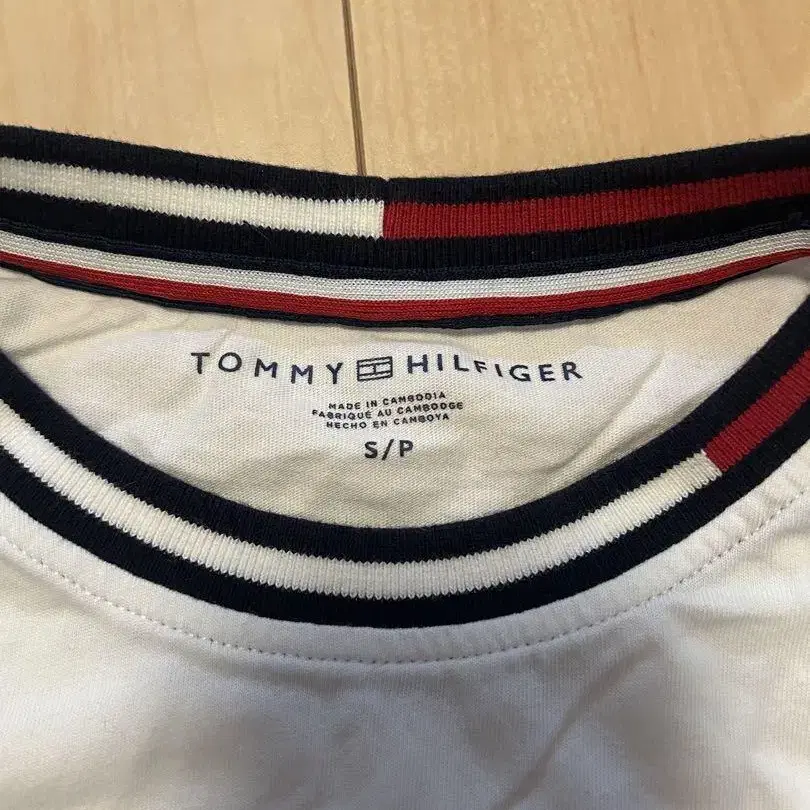 TOMMY HILFIGER
MADE IN CAMBODIA
FABRIQUÉ AU CAMBODGE
HECHO EN CAMBOYA
S/P